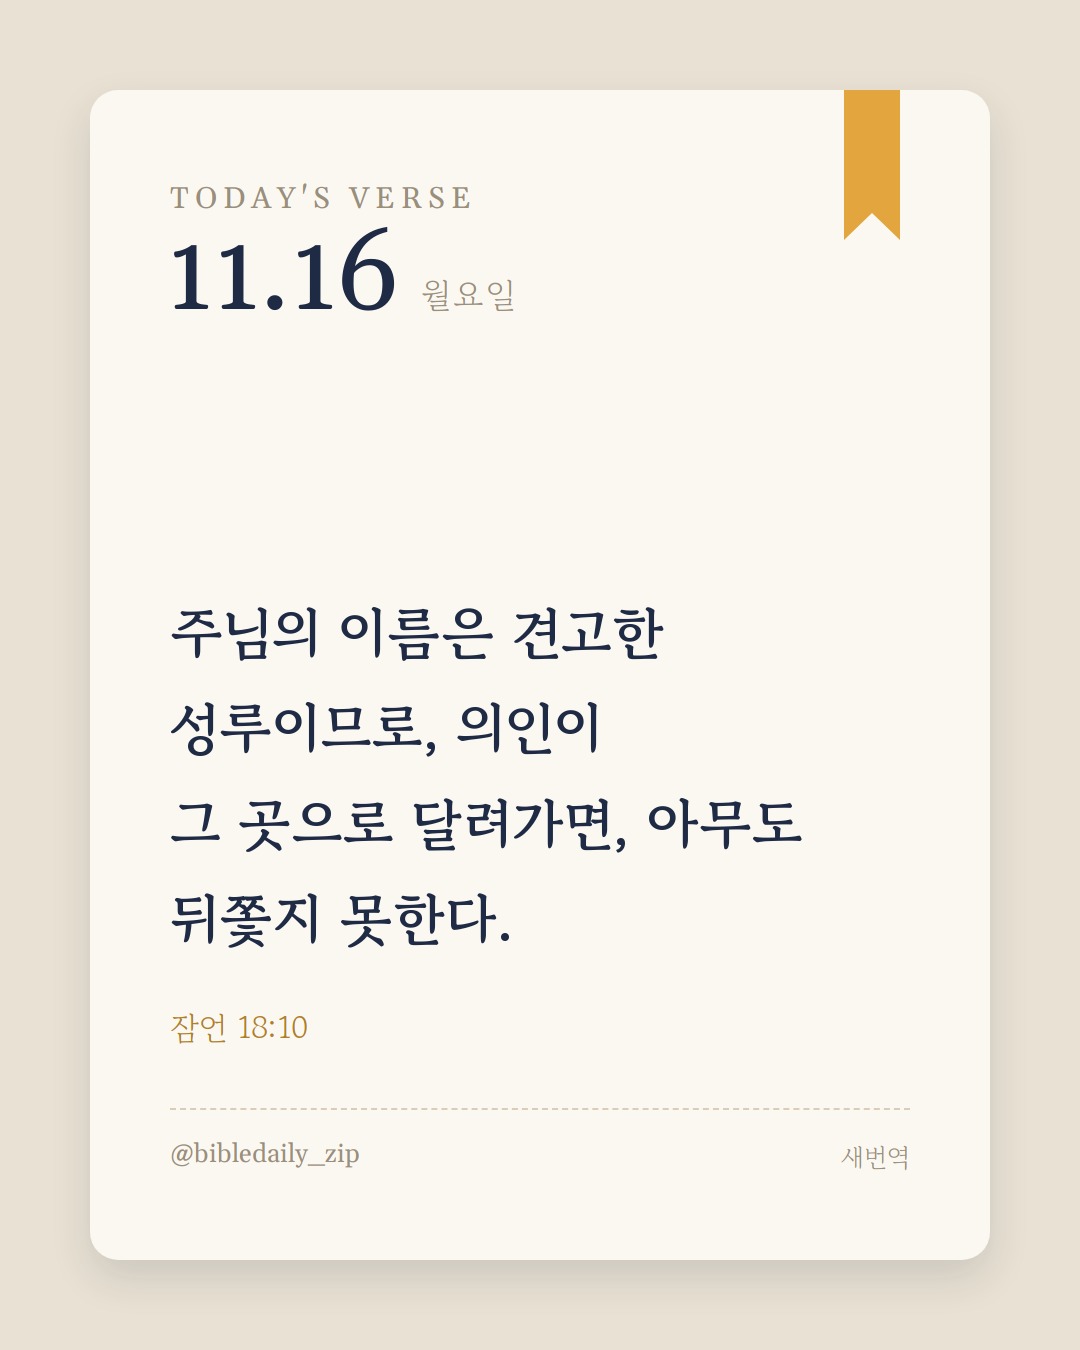 TODAY'S VERSE
11.16 월요일
주님의 이름은 견고한
성루이므로, 의인이
그 곳으로 달려가면, 아무도
뒤쫓지 못한다.
잠언 18:10
@bibledaily_zip
새번역